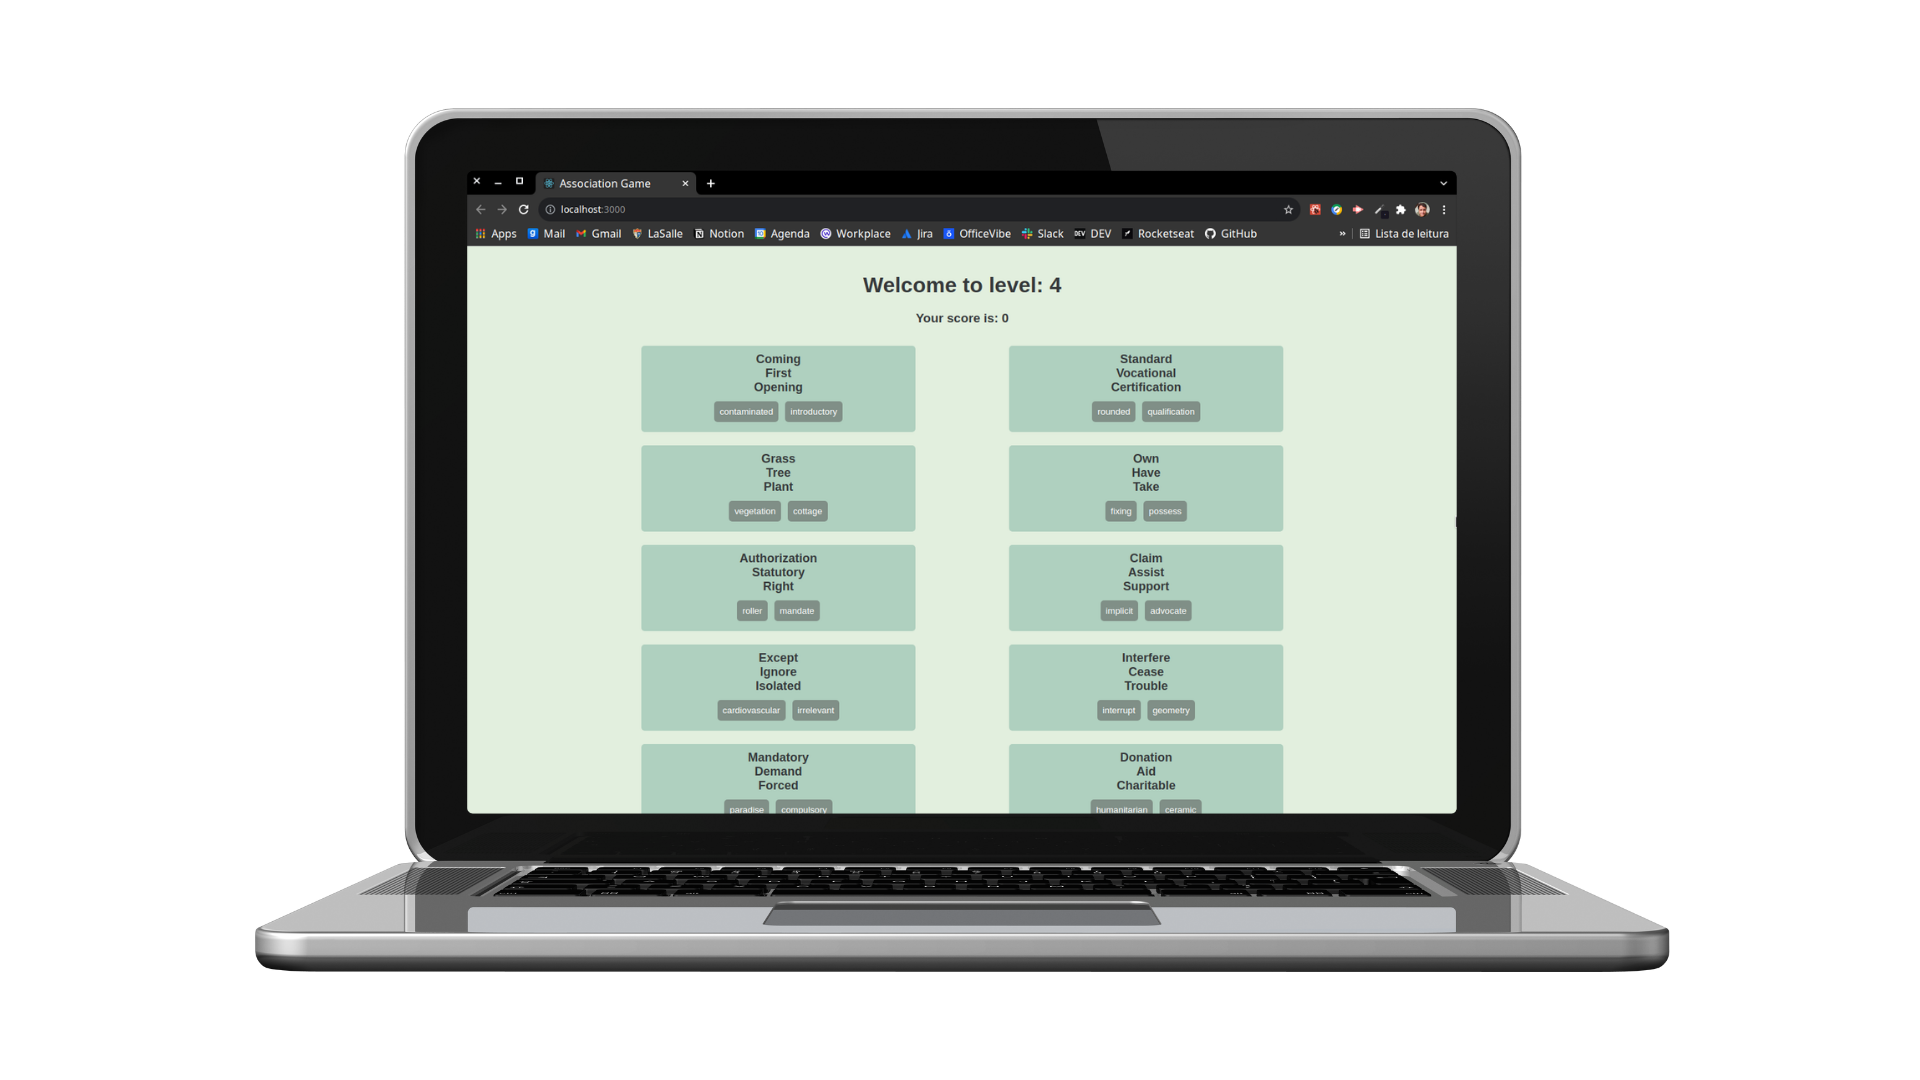 Association Game
localhost:3000
Apps Mail Gmail LaSalle Notion Agenda Workplace Jira OfficeVibe Slack DEV DEV Rocketseat GitHub » Lista de leitura
Welcome to level: 4
Your score is: 0
Coming
First
Opening
contaminated introductory
Standard
Vocational
Certification
rounded qualification
Grass
Tree
Plant
vegetation cottage
Own
Have
Take
fixing possess
Authorization
Statutory
Right
roller mandate
Claim
Assist
Support
implicit advocate
Except
Ignore
Isolated
cardiovascular irrelevant
Interfere
Cease
Trouble
interrupt geometry
Mandatory
Demand
Forced
paradise compulsory
Donation
Aid
Charitable
humanitarian ceramic